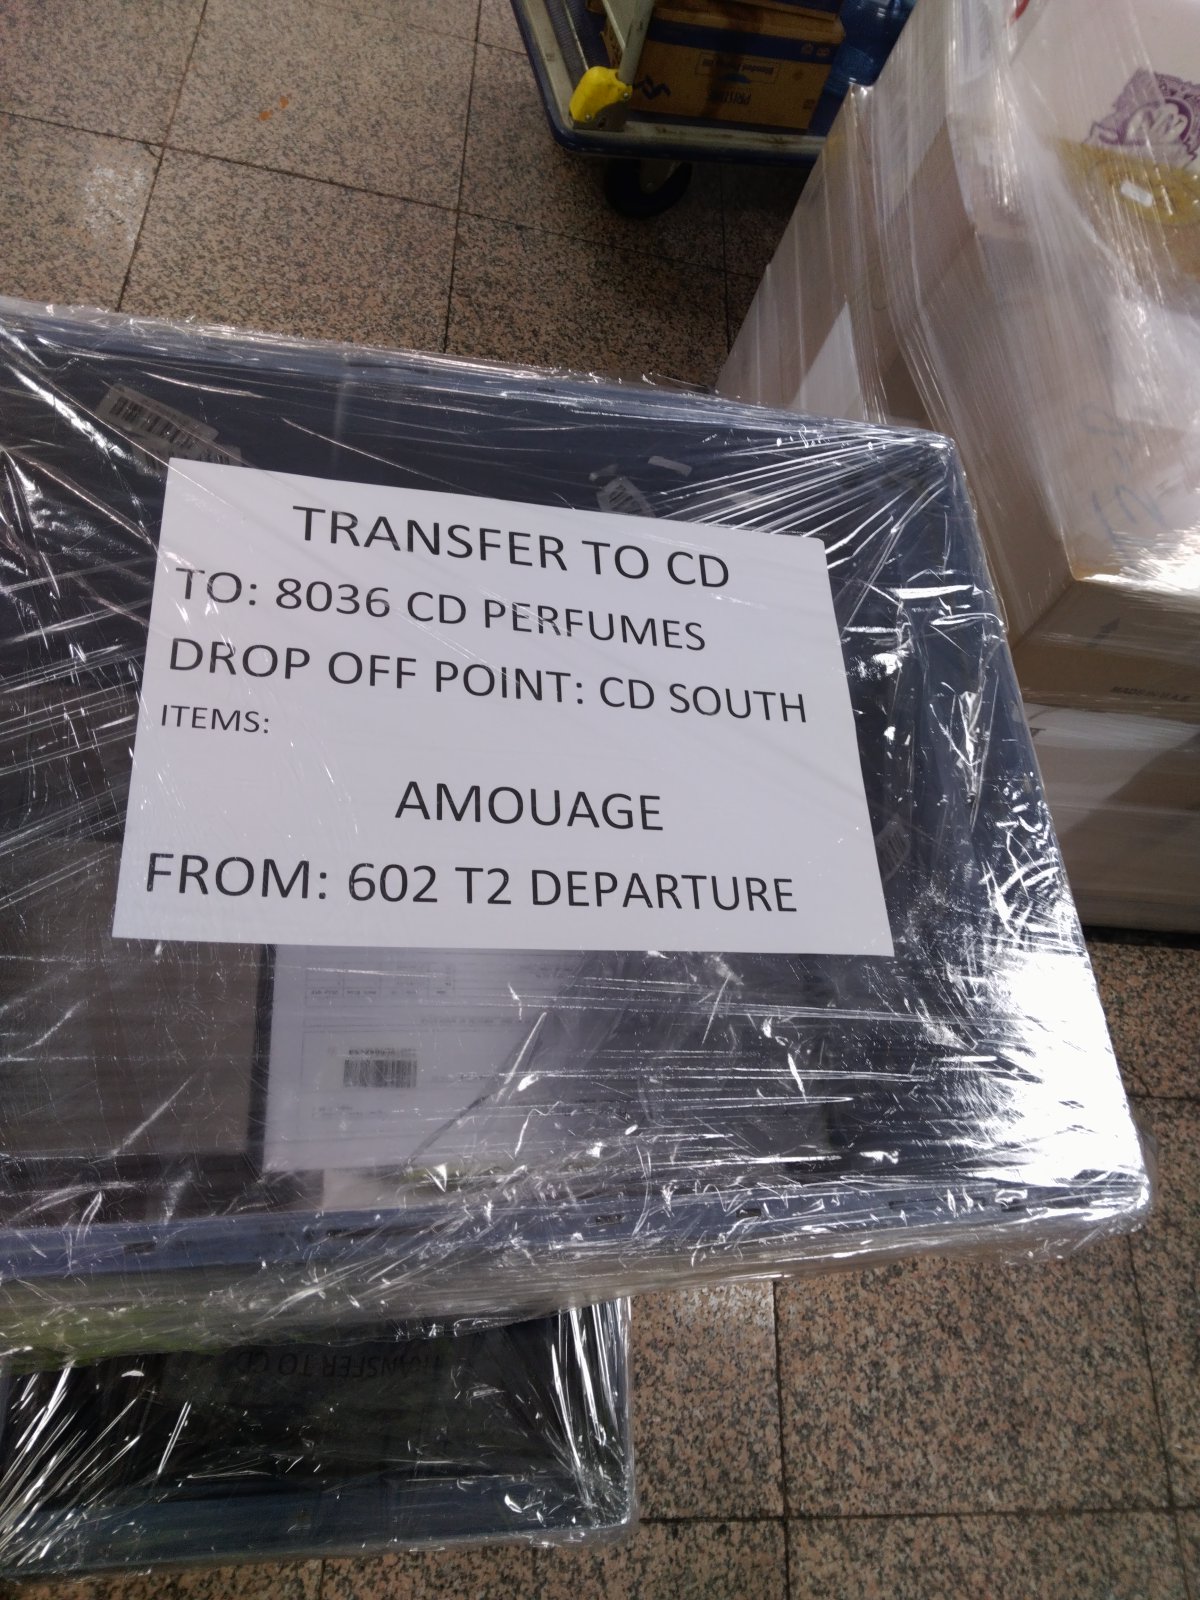 TRANSFER TO CD
TO: 8036 CD PERFUMES
DROP OFF POINT: CD SOUTH
ITEMS:
AMOUAGE
FROM: 602 T2 DEPARTURE
TRANSFER TO CD